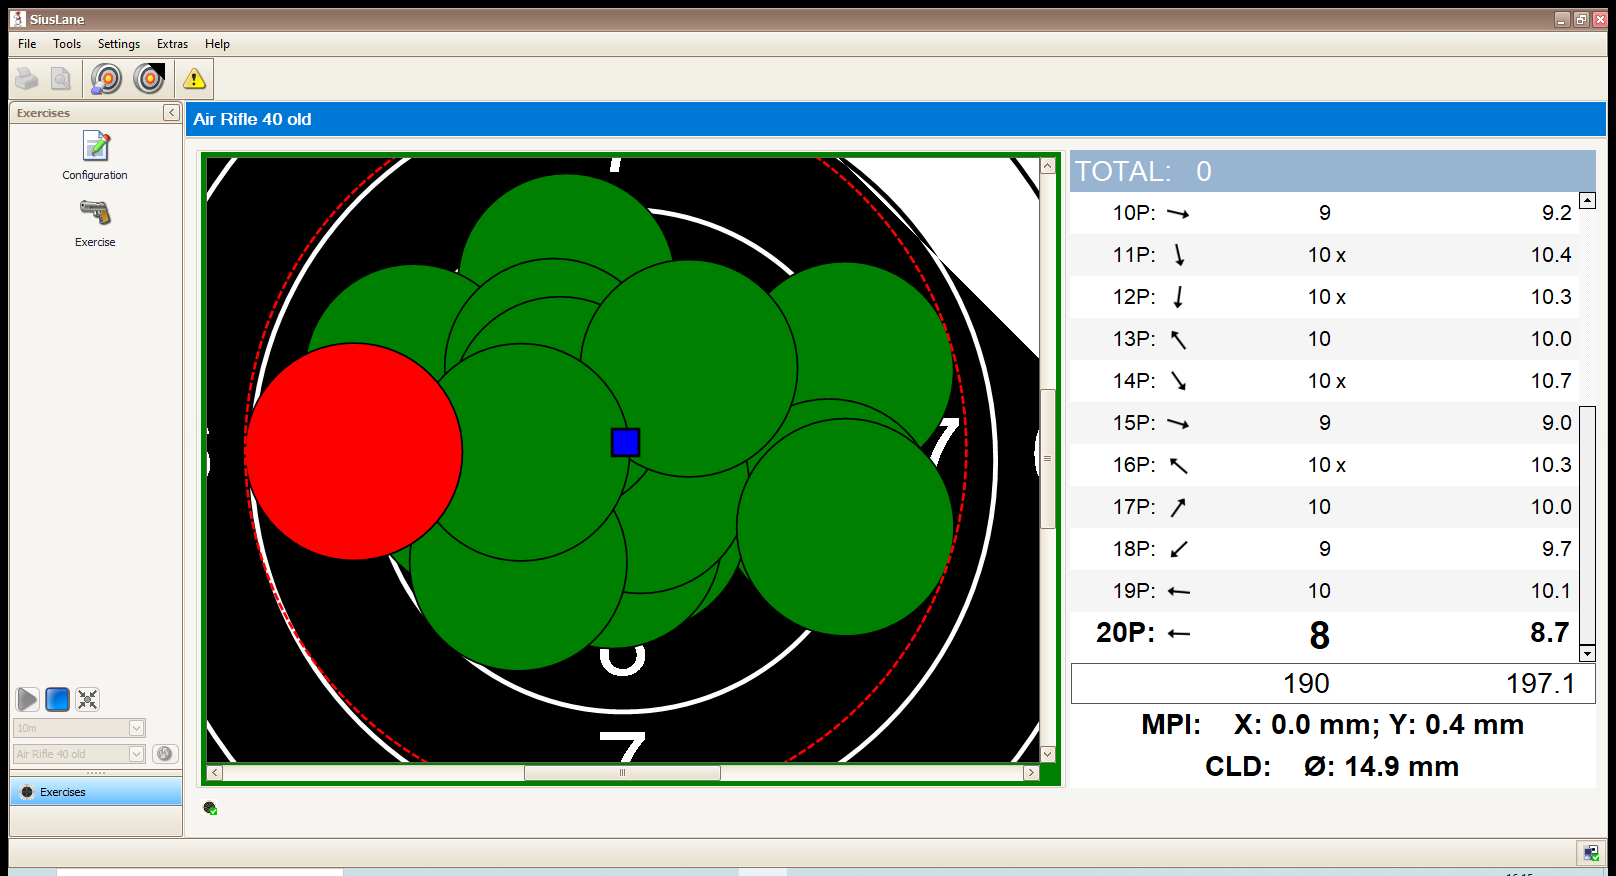 SiusLane
File Tools Settings Extras Help
Exercises
Configuration
Exercise
10m
Air Rifle 40 old
Exercises
Air Rifle 40 old
7
7
8
7
TOTAL: 0
10P: 9 9.2
11P: 10 x 10.4
12P: 10 x 10.3
13P: 10 10.0
14P: 10 x 10.7
15P: 9 9.0
16P: 10 x 10.3
17P: 10 10.0
18P: 9 9.7
19P: 10 10.1
20P: 8 8.7
190 197.1
MPI: X: 0.0 mm; Y: 0.4 mm
CLD: Ø: 14.9 mm